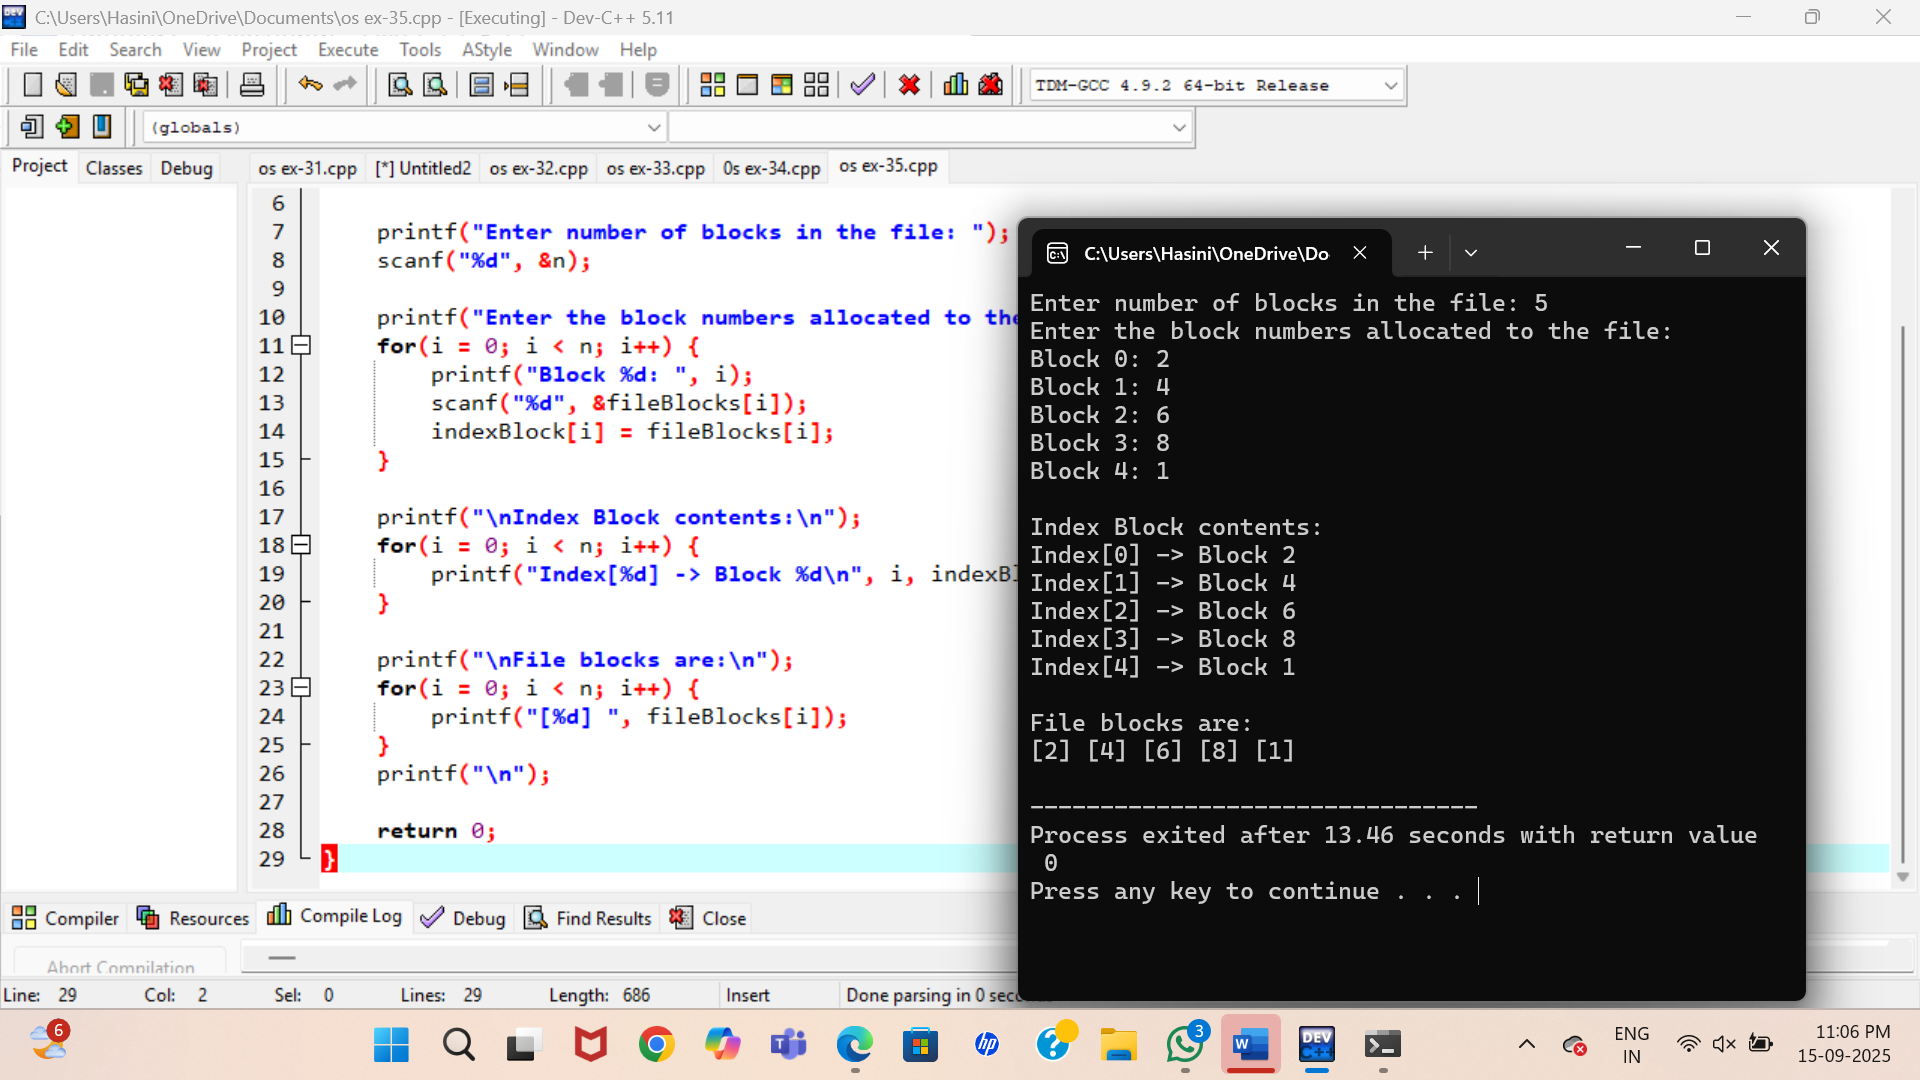 C:\Users\Hasini\OneDrive\Documents\os ex-35.cpp - [Executing] - Dev-C++ 5.11
File Edit Search View Project Execute Tools AStyle Window Help
TDM-GCC 4.9.2 64-bit Release
(globals)
Project Classes Debug
os ex-31.cpp [*] Untitled2 os ex-32.cpp os ex-33.cpp 0s ex-34.cpp os ex-35.cpp
6
7 printf("Enter number of blocks in the file: ");
8 scanf("%d", &n);
9
10 printf("Enter the block numbers allocated to the
11 for(i = 0; i < n; i++) {
12 printf("Block %d: ", i);
13 scanf("%d", &fileBlocks[i]);
14 indexBlock[i] = fileBlocks[i];
15 }
16
17 printf("\nIndex Block contents:\n");
18 for(i = 0; i < n; i++) {
19 printf("Index[%d] -> Block %d\n", i, indexBl
20 }
21
22 printf("\nFile blocks are:\n");
23 for(i = 0; i < n; i++) {
24 printf("[%d] ", fileBlocks[i]);
25 }
26 printf("\n");
27
28 return 0;
29 }
C:\Users\Hasini\OneDrive\Do
Enter number of blocks in the file: 5
Enter the block numbers allocated to the file:
Block 0: 2
Block 1: 4
Block 2: 6
Block 3: 8
Block 4: 1
Index Block contents:
Index[0] -> Block 2
Index[1] -> Block 4
Index[2] -> Block 6
Index[3] -> Block 8
Index[4] -> Block 1
File blocks are:
[2] [4] [6] [8] [1]
--------------------------------
Process exited after 13.46 seconds with return value
0
Press any key to continue . . .
Compiler Resources Compile Log Debug Find Results Close
Abort Compilation
Line: 29 Col: 2 Sel: 0 Lines: 29 Length: 686 Insert Done parsing in 0 seco
6
DEV C++
hp
3
ENG
IN
11:06 PM
15-09-2025